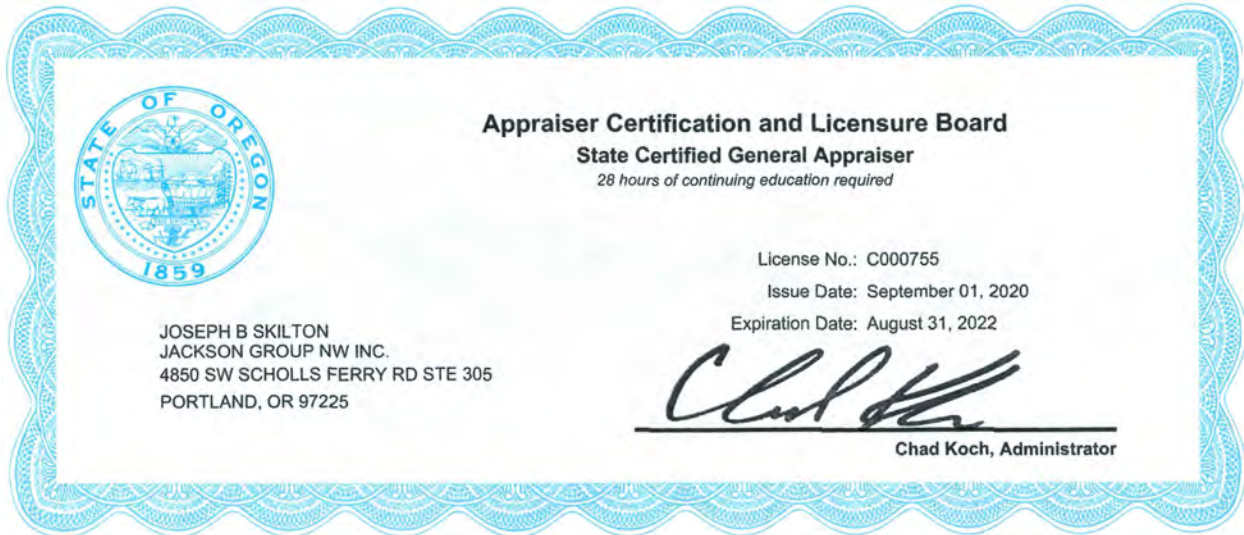 STATE OF OREGON
1859
Appraiser Certification and Licensure Board
State Certified General Appraiser
28 hours of continuing education required
License No.: C000755
Issue Date: September 01, 2020
Expiration Date: August 31, 2022
JOSEPH B SKILTON
JACKSON GROUP NW INC.
4850 SW SCHOLLS FERRY RD STE 305
PORTLAND, OR 97225
Chad Koch, Administrator